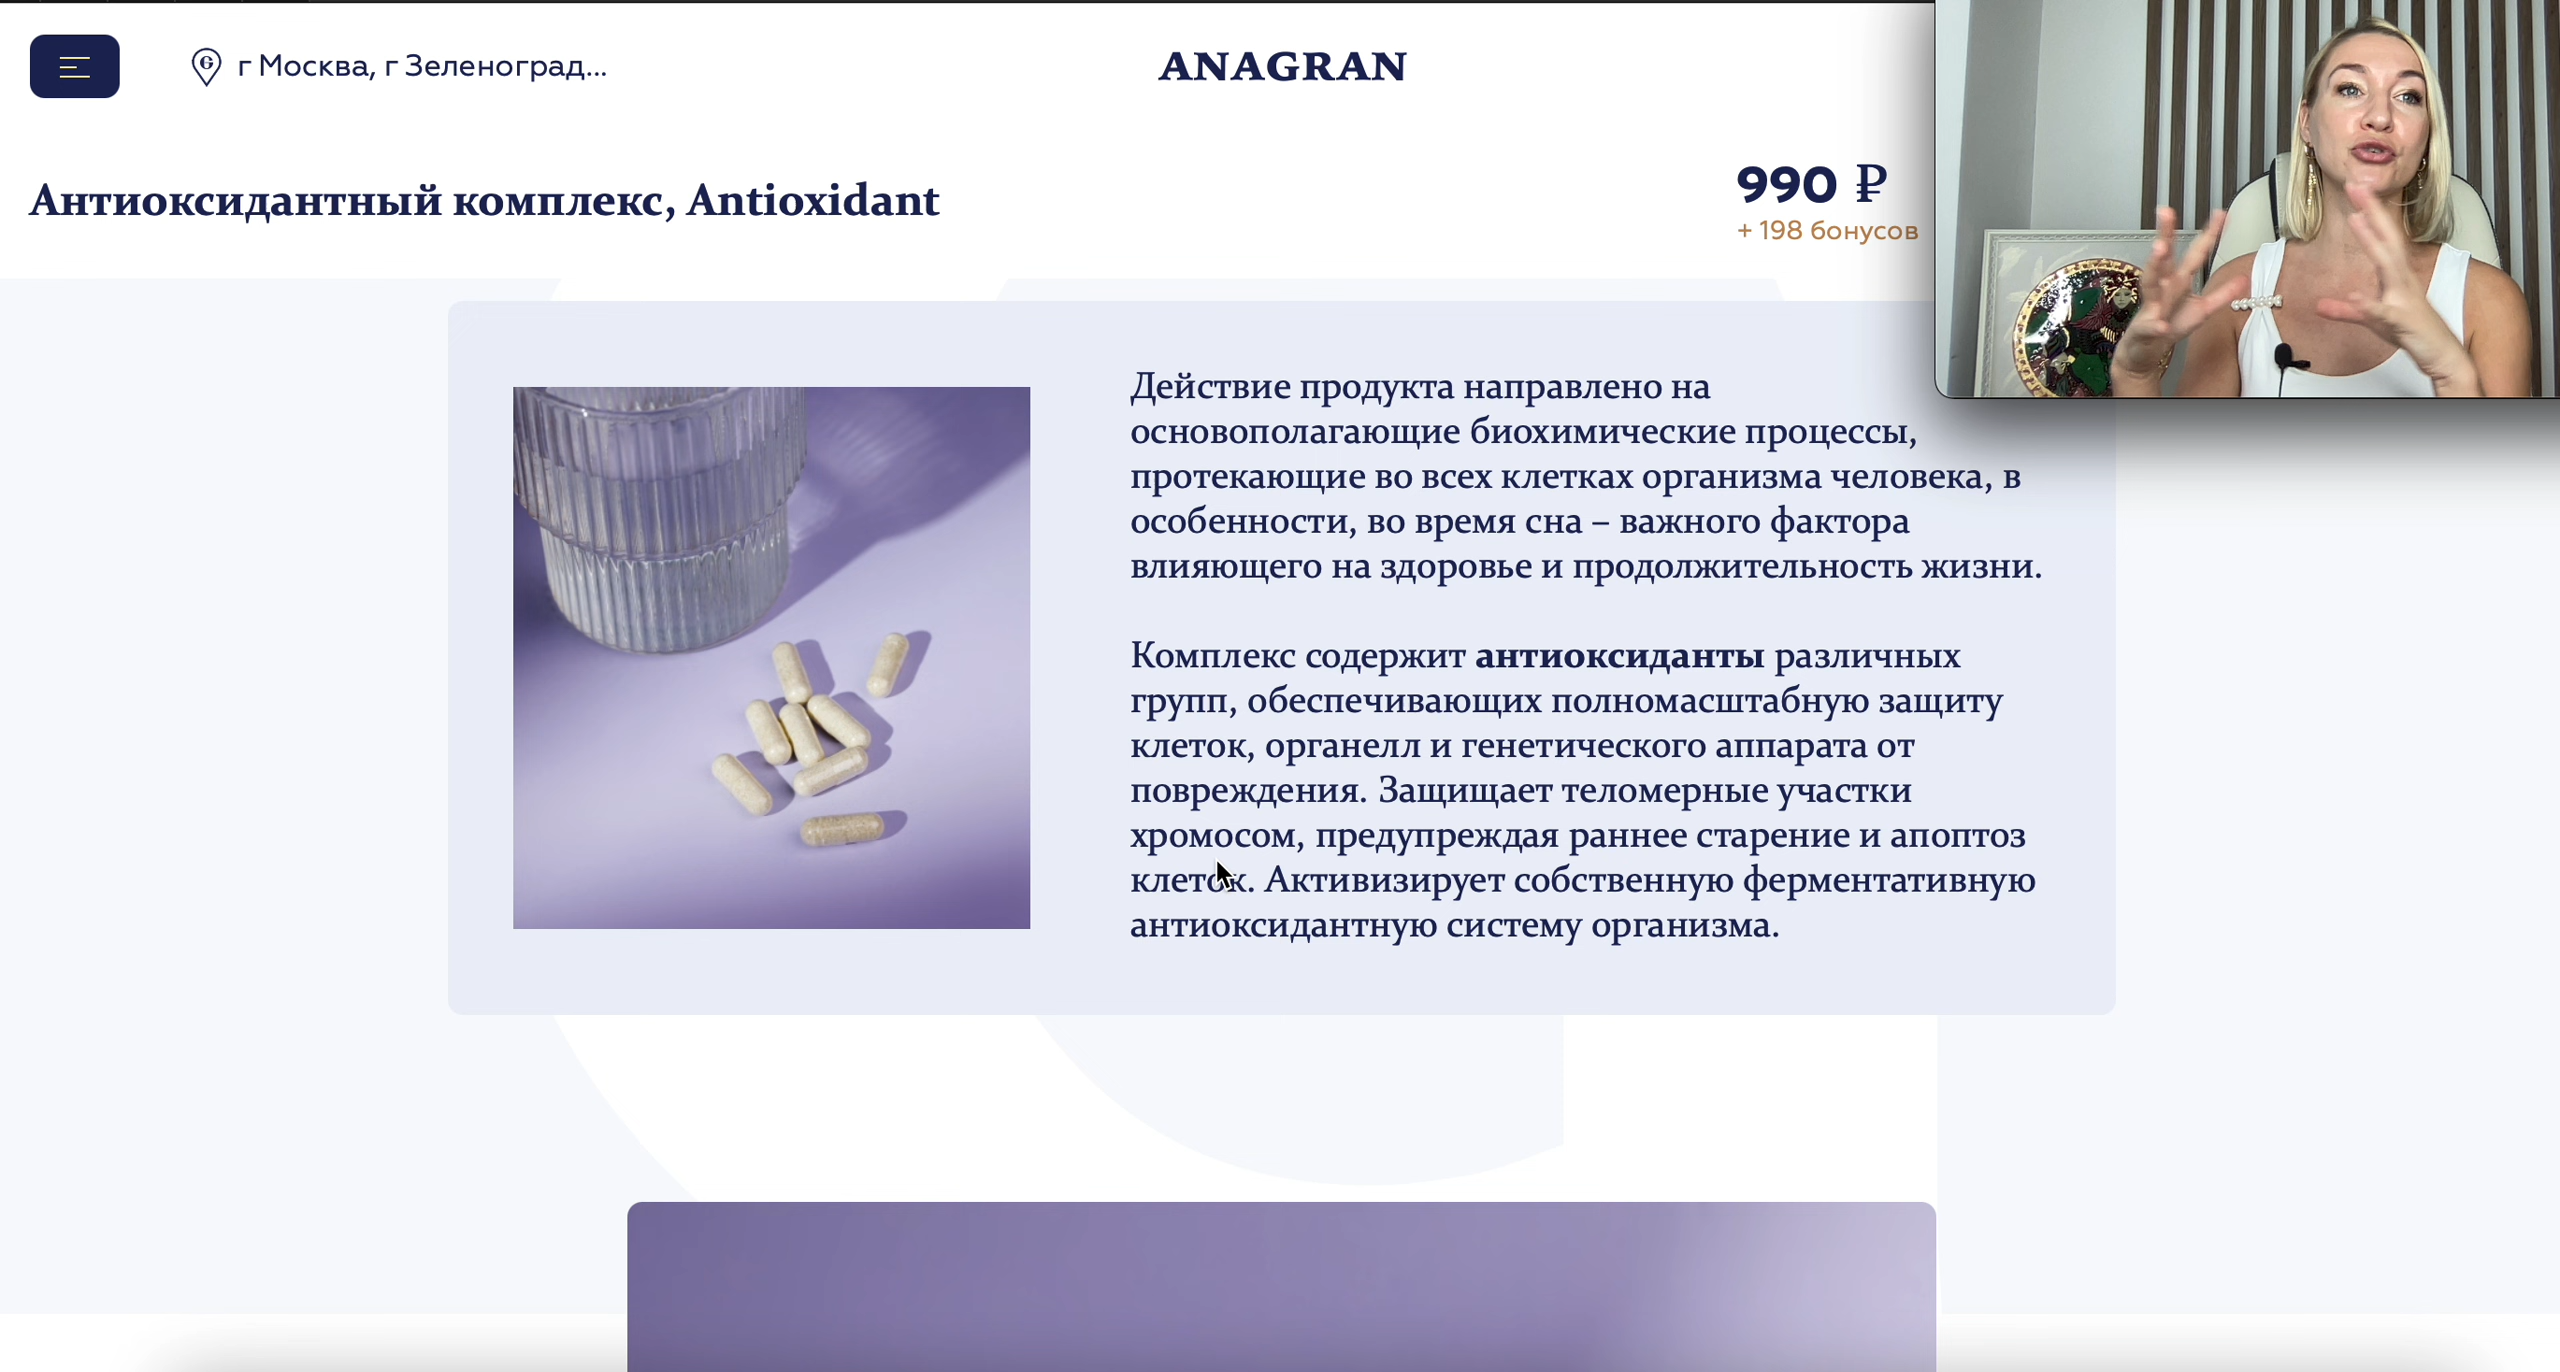 г Москва, г Зеленоград...
ANAGRAN
Антиоксидантный комплекс, Antioxidant
990 ₽
+ 198 бонусов
Действие продукта направлено на
основополагающие биохимические процессы,
протекающие во всех клетках организма человека, в
особенности, во время сна – важного фактора
влияющего на здоровье и продолжительность жизни.
Комплекс содержит антиоксиданты различных
групп, обеспечивающих полномасштабную защиту
клеток, органелл и генетического аппарата от
повреждения. Защищает теломерные участки
хромосом, предупреждая раннее старение и апоптоз
клеток. Активизирует собственную ферментативную
антиоксидантную систему организма.